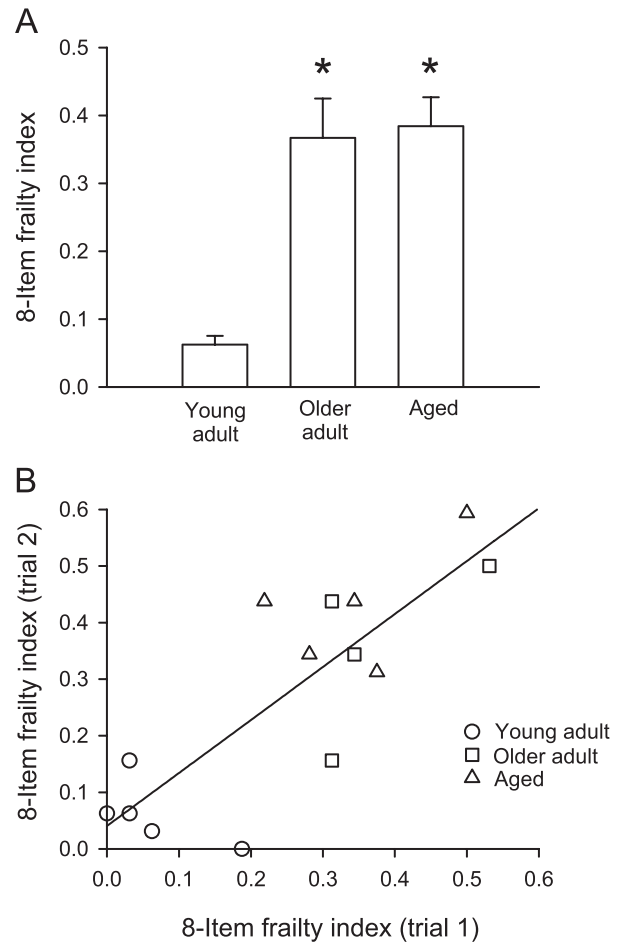 A
8-Item frailty index
0.5
0.4
0.3
0.2
0.1
0.0
*
*
Young
adult
Older
adult
Aged
B
8-Item frailty index (trial 2)
0.6
0.5
0.4
0.3
0.2
0.1
0.0
Young adult
Older adult
Aged
0.0 0.1 0.2 0.3 0.4 0.5 0.6
8-Item frailty index (trial 1)